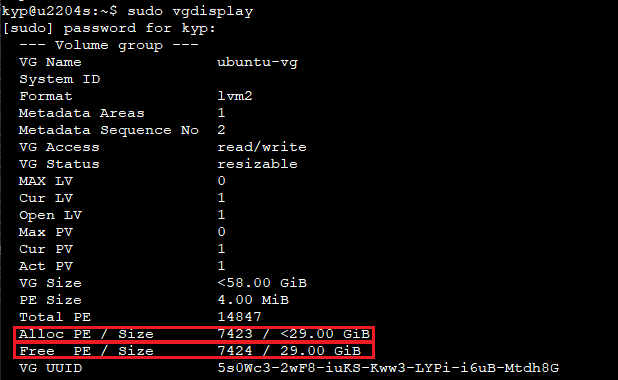 kyp@u2204s:~$ sudo vgdisplay
[sudo] password for kyp:
--- Volume group ---
VG Name ubuntu-vg
System ID
Format lvm2
Metadata Areas 1
Metadata Sequence No 2
VG Access read/write
VG Status resizable
MAX LV 0
Cur LV 1
Open LV 1
Max PV 0
Cur PV 1
Act PV 1
VG Size <58.00 GiB
PE Size 4.00 MiB
Total PE 14847
Alloc PE / Size 7423 / <29.00 GiB
Free PE / Size 7424 / 29.00 GiB
VG UUID 5s0Wc3-2wF8-iuKS-Kww3-LYPi-i6uB-Mtdh8G